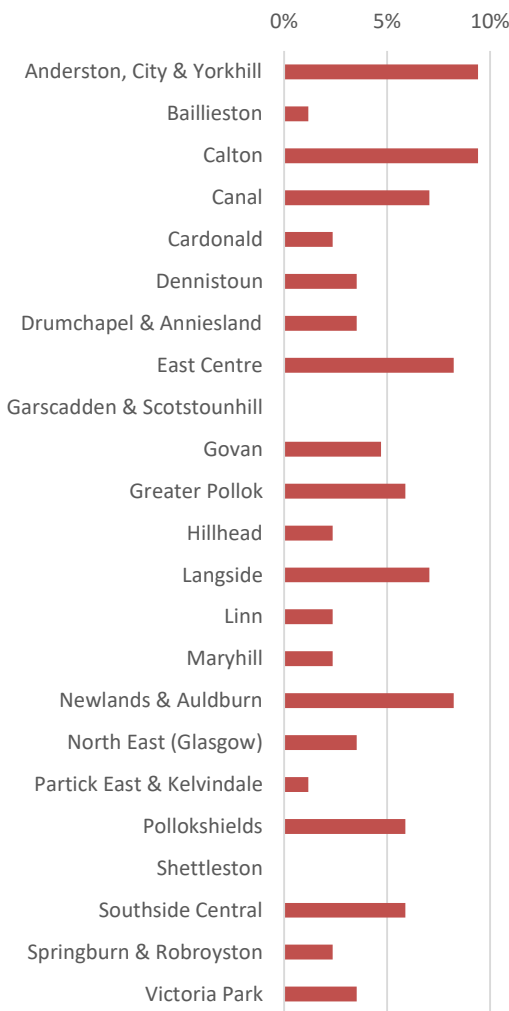 0% 5% 10%
Anderston, City & Yorkhill
Baillieston
Calton
Canal
Cardonald
Dennistoun
Drumchapel & Anniesland
East Centre
Garscadden & Scotstounhill
Govan
Greater Pollok
Hillhead
Langside
Linn
Maryhill
Newlands & Auldburn
North East (Glasgow)
Partick East & Kelvindale
Pollokshields
Shettleston
Southside Central
Springburn & Robroyston
Victoria Park